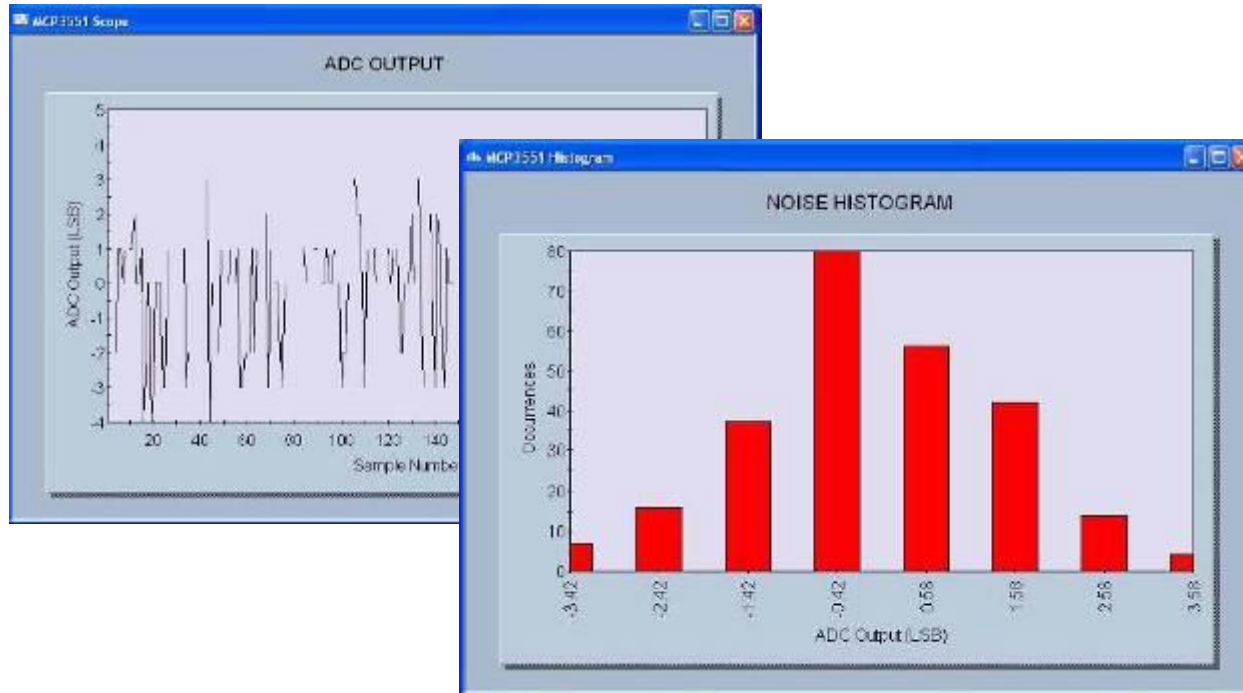 MCP3551 Scope
ADC OUTPUT
ADC Output (LSB)
5
4
3
2
1
0
-1
-2
-3
-4
20 40 60 80 100 120 140
Sample Numbe
MCP3551 Histogram
NOISE HISTOGRAM
Occurrences
80
70
60
50
40
30
20
10
0
-3.42 -2.42 -1.42 -0.42 0.58 1.58 2.58 3.58
ADC Output (LSB)